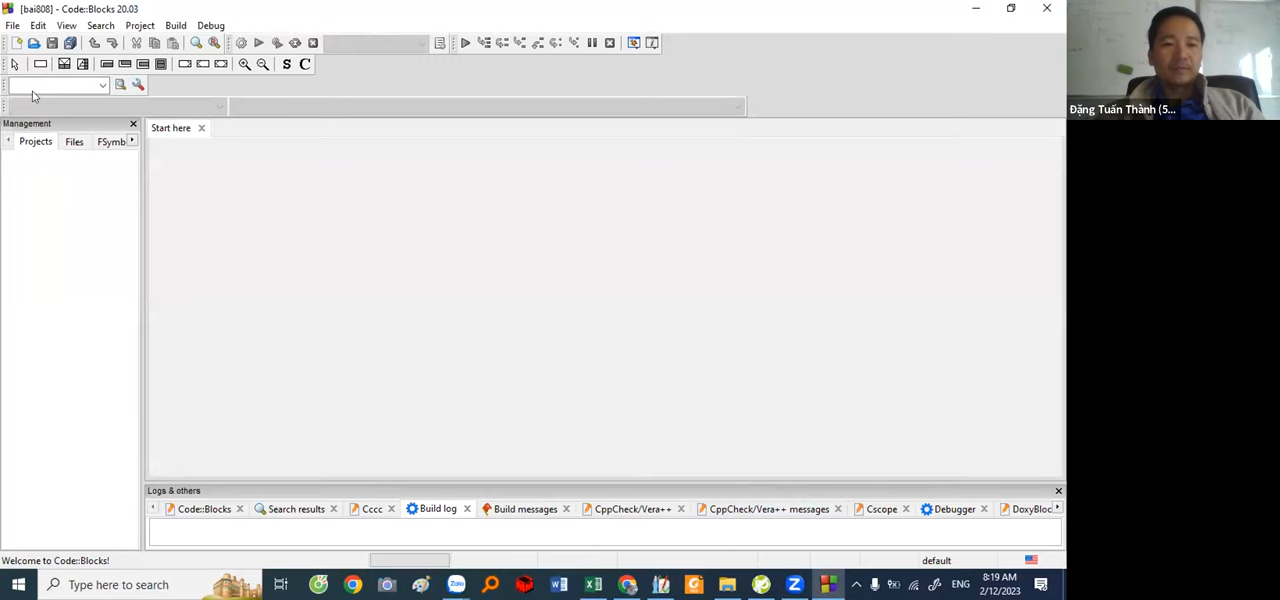 [bai808] - Code::Blocks 20.03
File Edit View Search Project Build Debug
S C
Management
Projects Files FSymb
Start here
Đặng Tuấn Thành (5...
Logs & others
Code::Blocks Search results Cccc Build log Build messages CppCheck/Vera++ CppCheck/Vera++ messages Cscope Debugger DoxyBloc
Welcome to Code::Blocks!
default
Type here to search
ENG
8:19 AM
2/12/2023